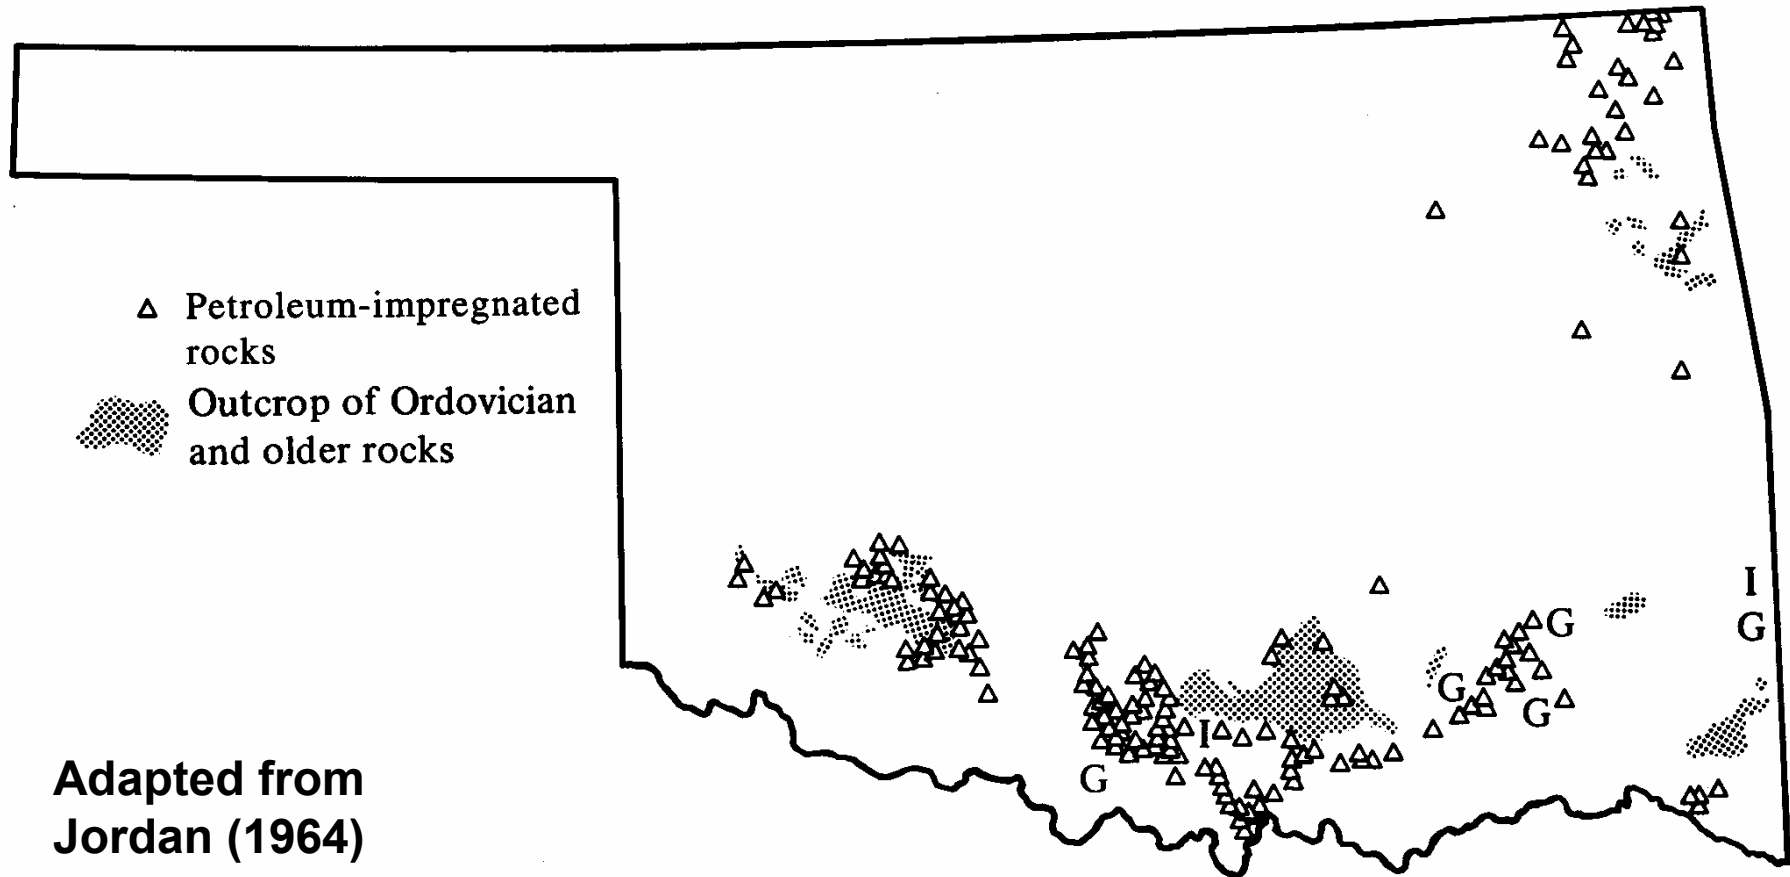 Petroleum-impregnated
rocks
Outcrop of Ordovician
and older rocks
I
G
G
G
G
I
G
Adapted from
Jordan (1964)